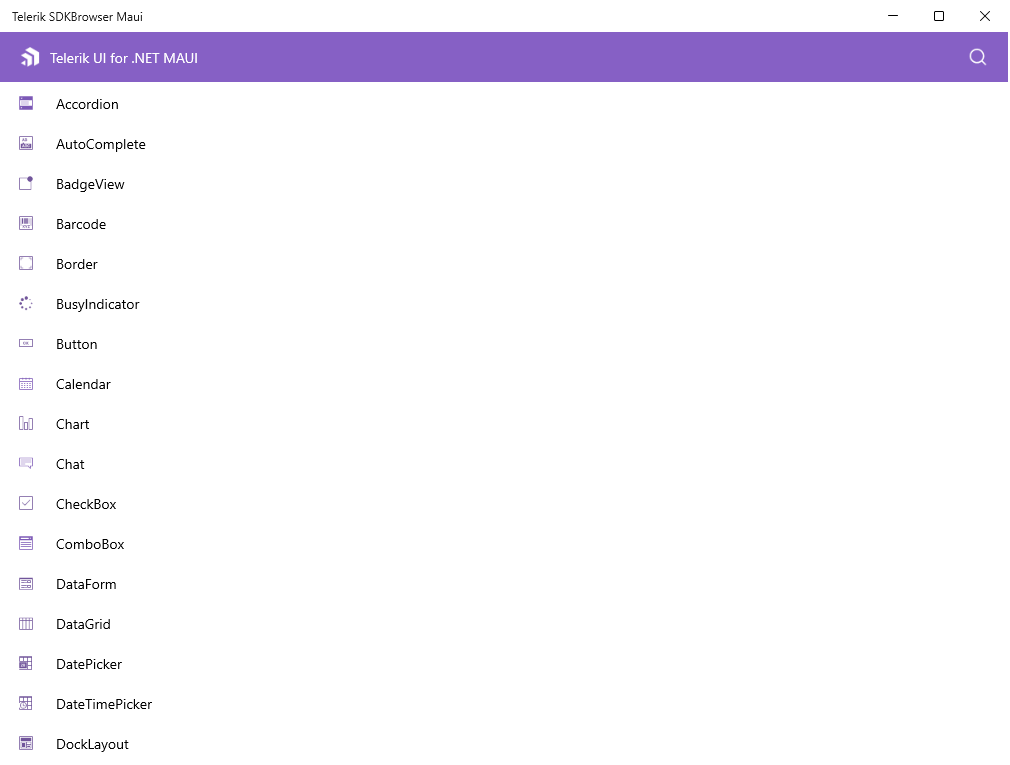 Telerik SDKBrowser Maui
Telerik UI for .NET MAUI
Accordion
AutoComplete
BadgeView
Barcode
Border
BusyIndicator
Button
Calendar
Chart
Chat
CheckBox
ComboBox
DataForm
DataGrid
DatePicker
DateTimePicker
DockLayout